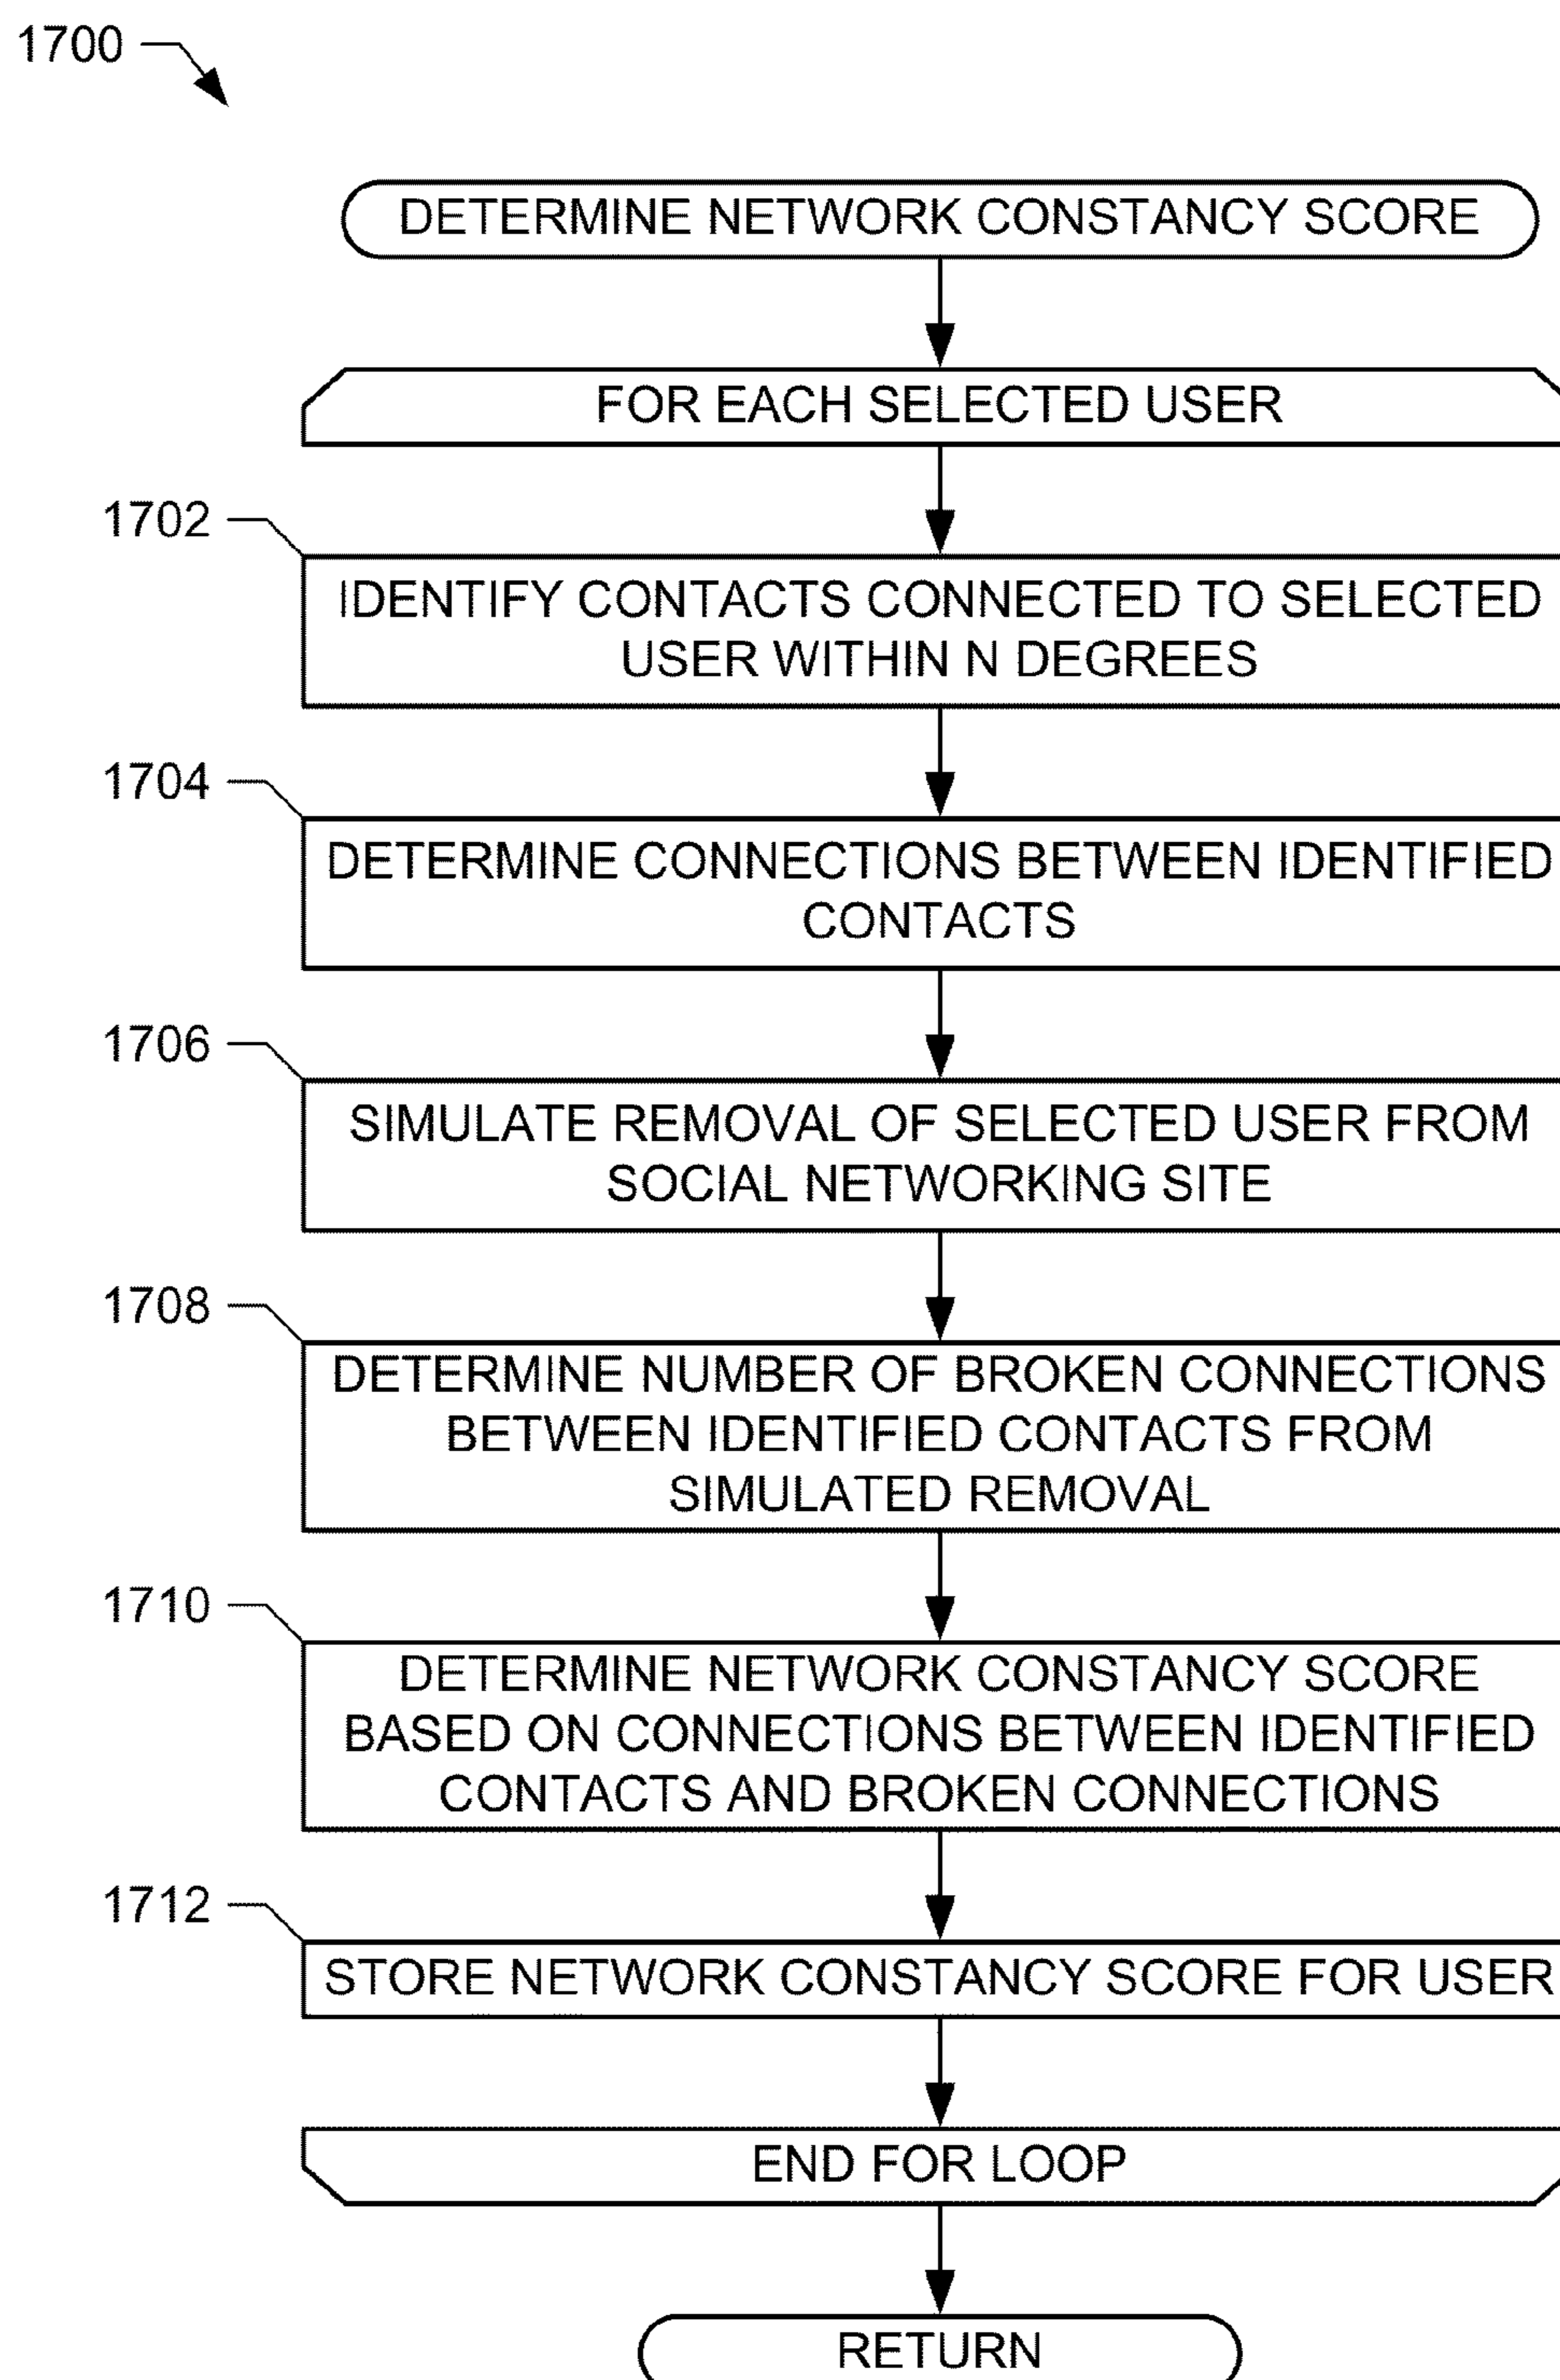 1700
DETERMINE NETWORK CONSTANCY SCORE
FOR EACH SELECTED USER
1702
IDENTIFY CONTACTS CONNECTED TO SELECTED
USER WITHIN N DEGREES
1704
DETERMINE CONNECTIONS BETWEEN IDENTIFIED
CONTACTS
1706
SIMULATE REMOVAL OF SELECTED USER FROM
SOCIAL NETWORKING SITE
1708
DETERMINE NUMBER OF BROKEN CONNECTIONS
BETWEEN IDENTIFIED CONTACTS FROM
SIMULATED REMOVAL
1710
DETERMINE NETWORK CONSTANCY SCORE
BASED ON CONNECTIONS BETWEEN IDENTIFIED
CONTACTS AND BROKEN CONNECTIONS
1712
STORE NETWORK CONSTANCY SCORE FOR USER
END FOR LOOP
RETURN